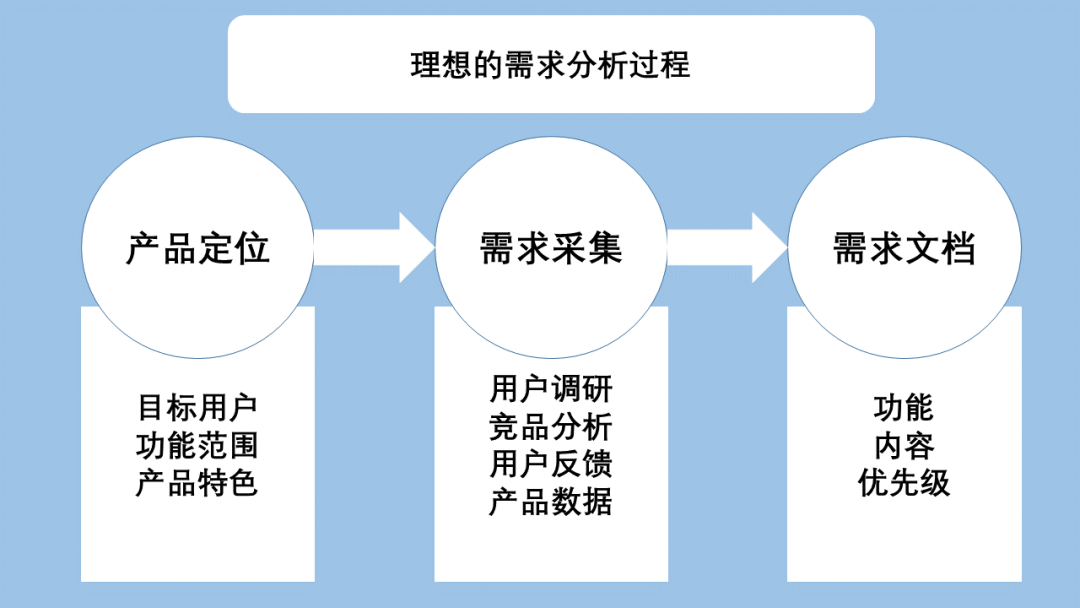 理想的需求分析过程
产品定位
目标用户
功能范围
产品特色
需求采集
用户调研
竞品分析
用户反馈
产品数据
需求文档
功能
内容
优先级